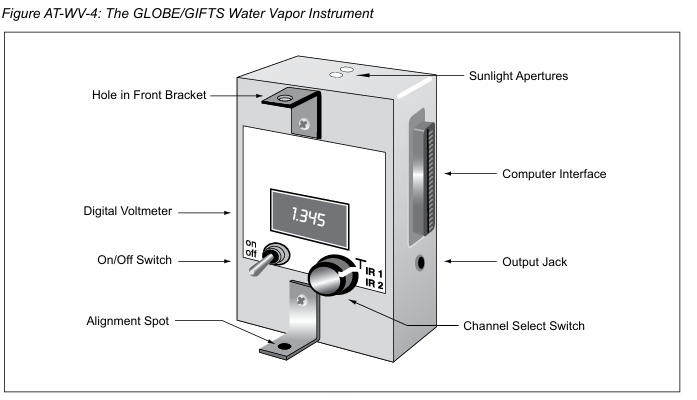 Figure AT-WV-4: The GLOBE/GIFTS Water Vapor Instrument
Sunlight Apertures
Hole in Front Bracket
Computer Interface
Digital Voltmeter
1.345
on
off
On/Off Switch
T
IR 1
IR 2
Output Jack
Alignment Spot
Channel Select Switch